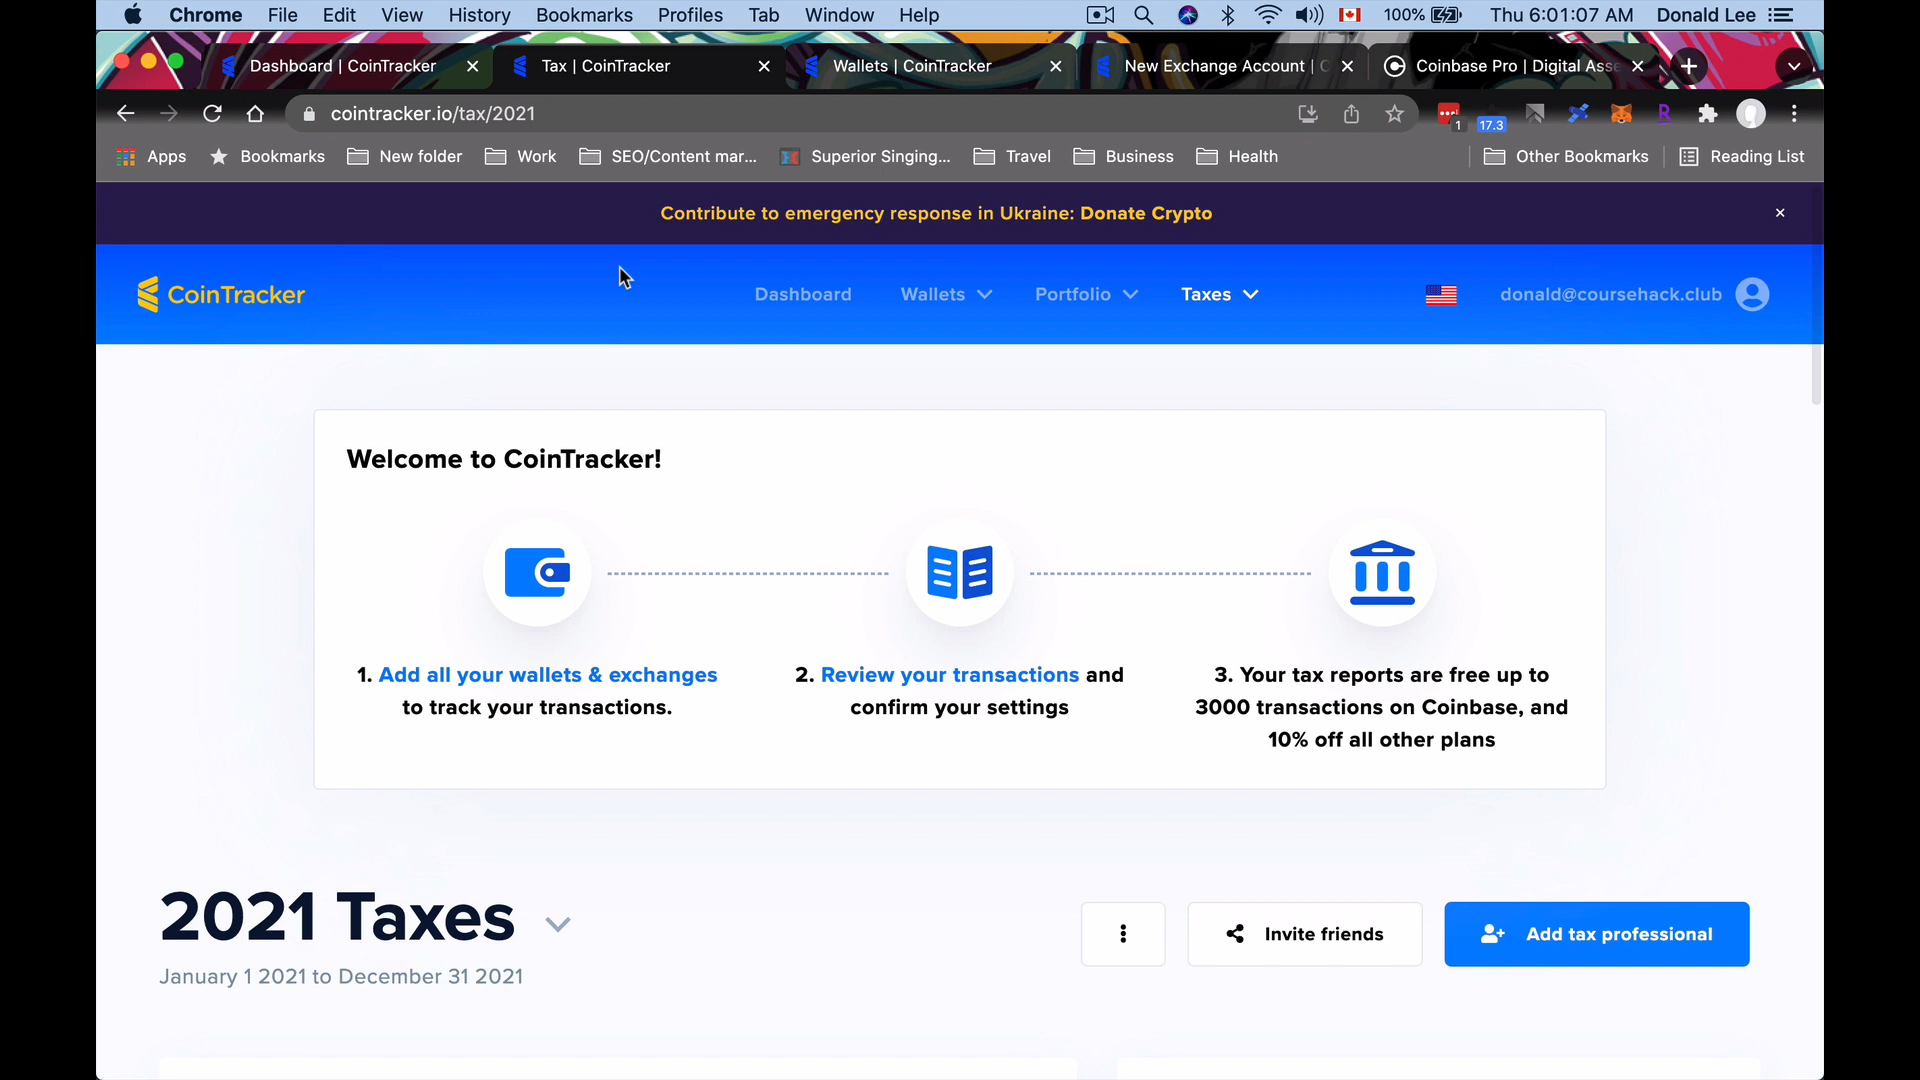 Chrome File Edit View History Bookmarks Profiles Tab Window Help 100% Thu 6:01:07 AM Donald Lee
Dashboard | CoinTracker Tax | CoinTracker Wallets | CoinTracker New Exchange Account | C Coinbase Pro | Digital Asse
cointracker.io/tax/2021 1 17.3 R
Apps Bookmarks New folder Work SEO/Content mar... Superior Singing... Travel Business Health Other Bookmarks Reading List
Contribute to emergency response in Ukraine: Donate Crypto
CoinTracker Dashboard Wallets Portfolio Taxes donald@coursehack.club
Welcome to CoinTracker!
1. Add all your wallets & exchanges
to track your transactions.
2. Review your transactions and
confirm your settings
3. Your tax reports are free up to
3000 transactions on Coinbase, and
10% off all other plans
2021 Taxes
January 1 2021 to December 31 2021
Invite friends
Add tax professional